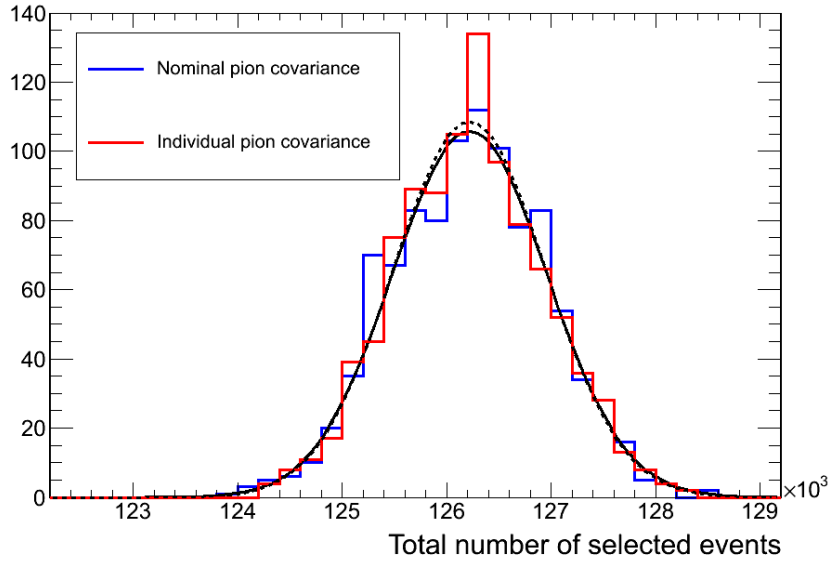 140
120
100
80
60
40
20
0
Nominal pion covariance
Individual pion covariance
123 124 125 126 127 128 129
×10³
Total number of selected events